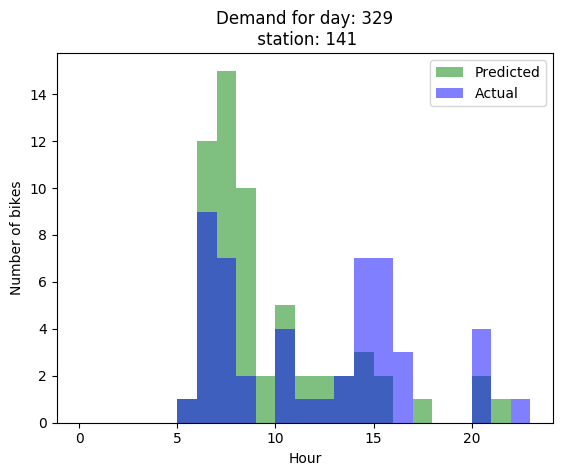 Demand for day: 329
station: 141
Predicted
Actual
Number of bikes
14
12
10
8
6
4
2
0
0 5 10 15 20
Hour